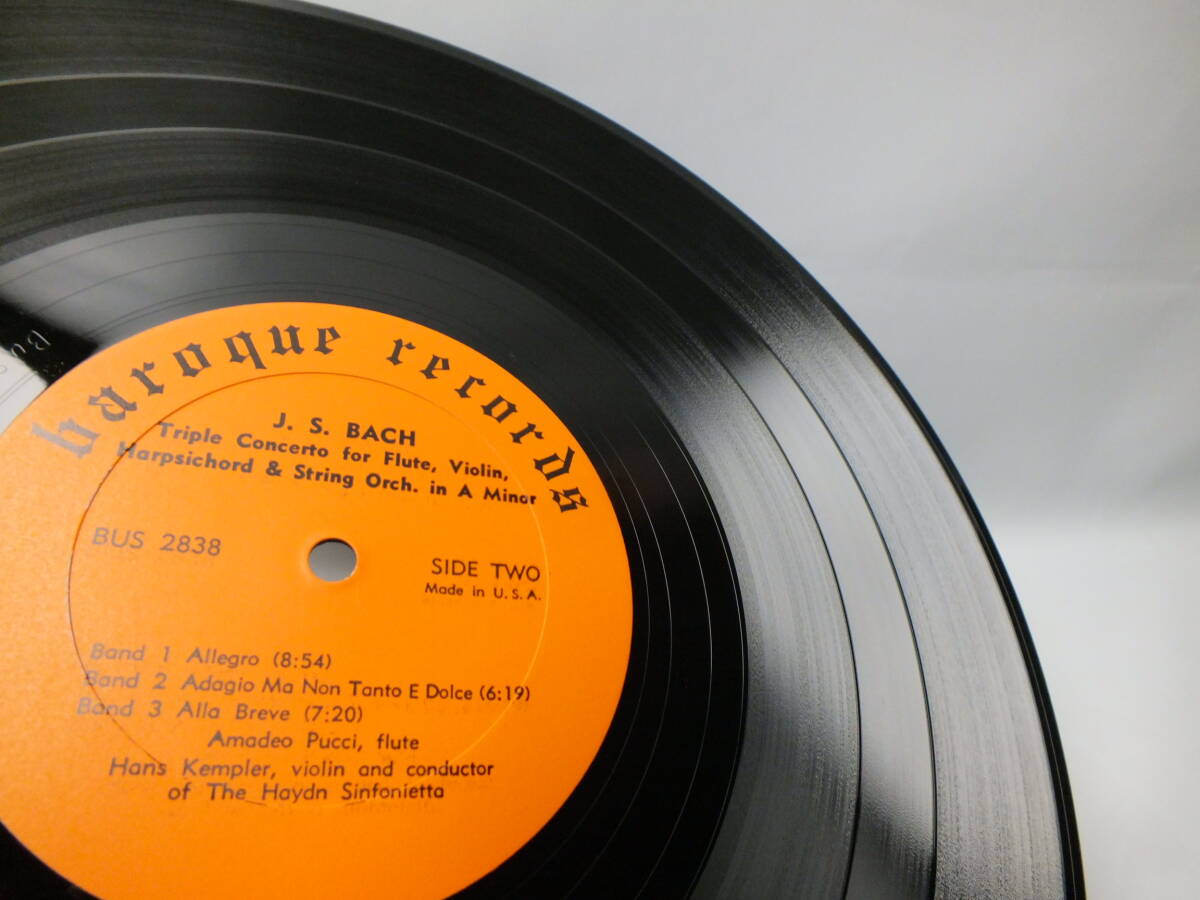 baroque records
J. S. BACH
Triple Concerto for Flute, Violin,
Harpsichord & String Orch. in A Minor
BUS 2838
SIDE TWO
Made in U.S.A.
Band 1 Allegro (8:54)
Band 2 Adagio Ma Non Tanto E Dolce (6:19)
Band 3 Alla Breve (7:20)
Amadeo Pucci, flute
Hans Kempler, violin and conductor
of The Haydn Sinfonietta